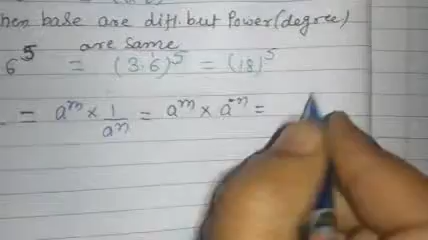 hen base are diff. but Power (degree)
are same
6⁵ = (3·6)⁵ = (18)⁵
= aᵐ × 1/aⁿ = aᵐ × a⁻ⁿ =